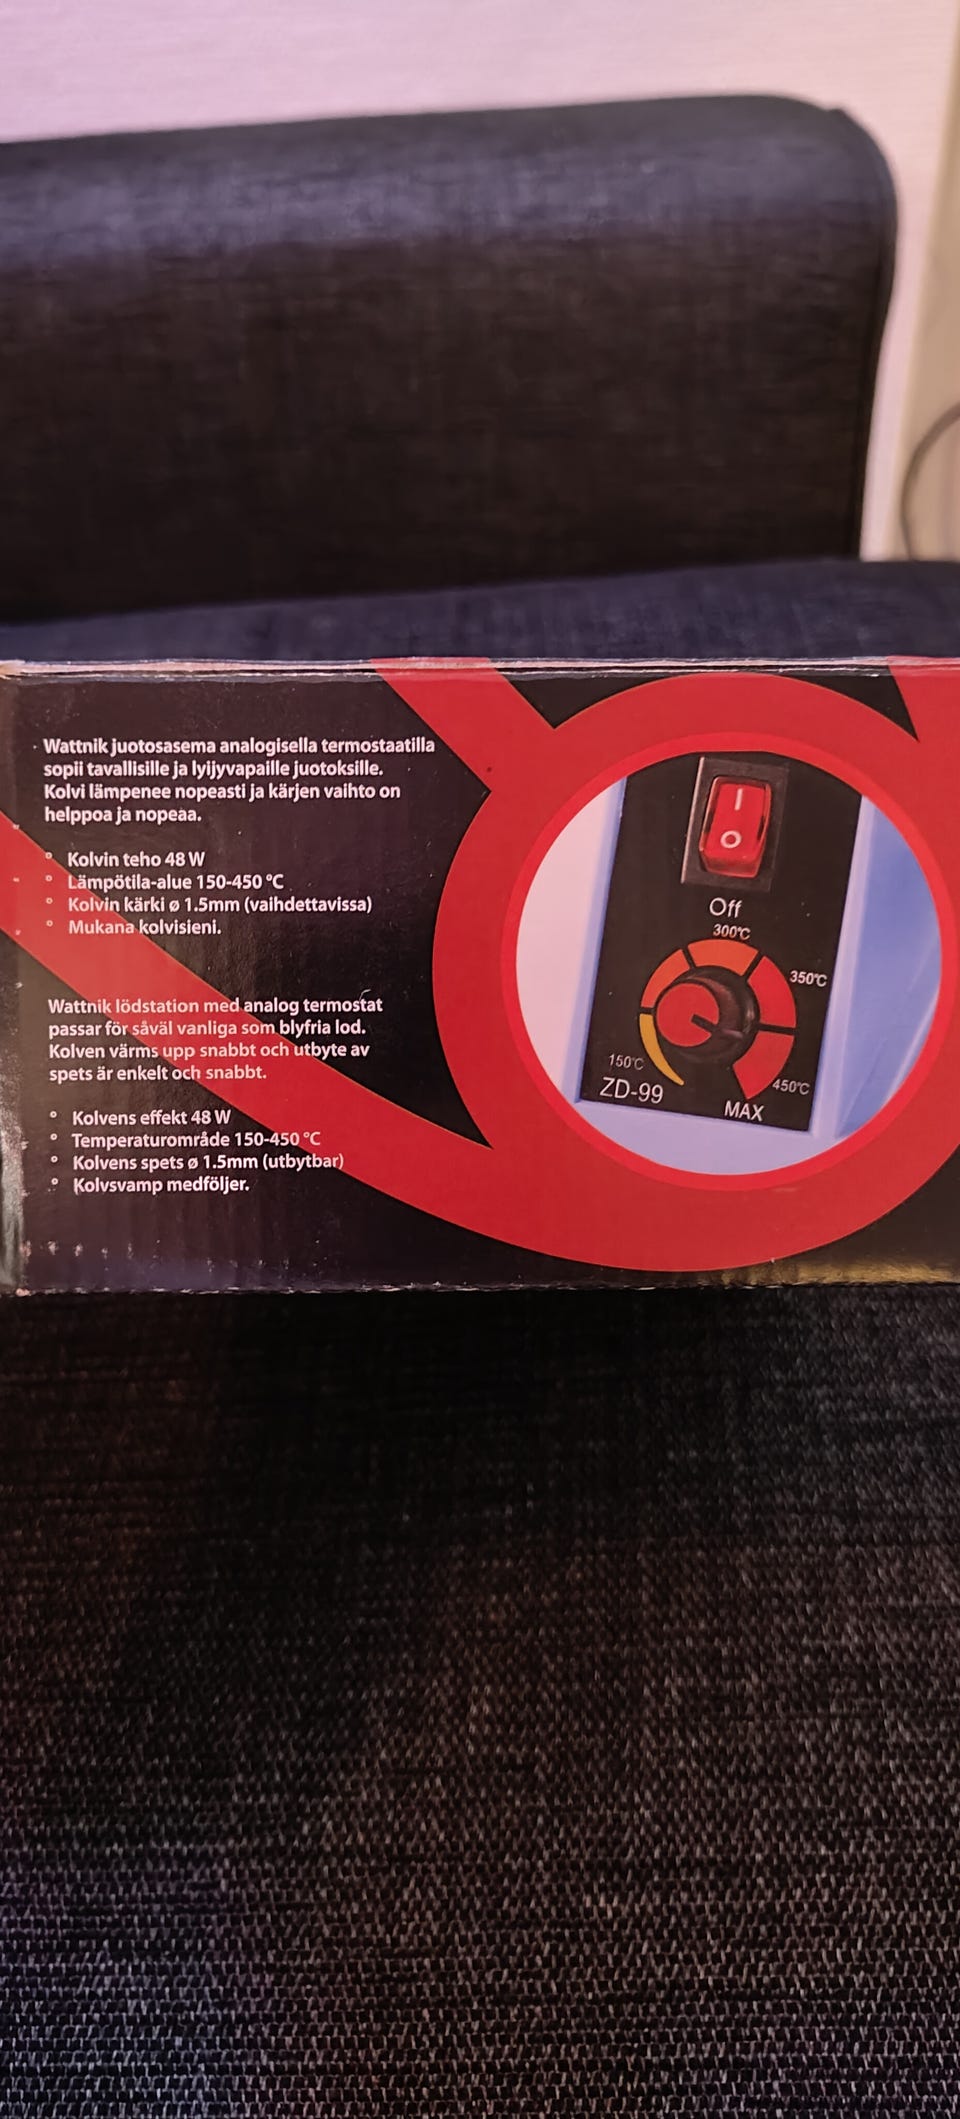 Wattnik juotosasema analogisella termostaatilla
sopii tavallisille ja lyijyvapaille juotoksille.
Kolvi lämpenee nopeasti ja kärjen vaihto on
helppoa ja nopeaa.
° Kolvin teho 48 W
° Lämpötila-alue 150-450 °C
° Kolvin kärki ø 1.5mm (vaihdettavissa)
° Mukana kolvisieni.
Wattnik lödstation med analog termostat
passar för såväl vanliga som blyfria lod.
Kolven värms upp snabbt och utbyte av
spets är enkelt och snabbt.
° Kolvens effekt 48 W
° Temperaturområde 150-450 °C
° Kolvens spets ø 1.5mm (utbytbar)
° Kolvsvamp medföljer.
Off
300°C
350°C
150°C
450°C
ZD-99
MAX